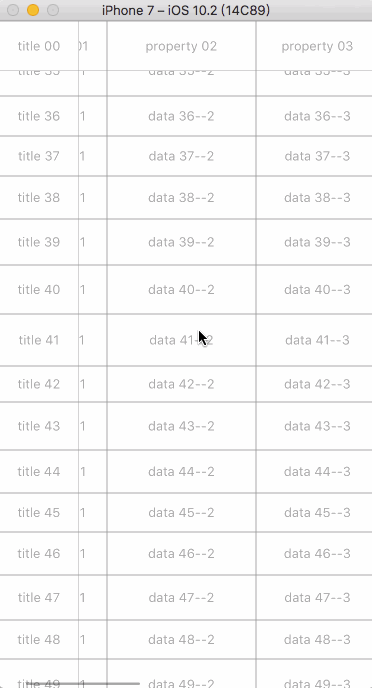 iPhone 7 – iOS 10.2 (14C89)
title 00 01 property 02 property 03
title 35 1 data 35--2 data 35--3
title 36 1 data 36--2 data 36--3
title 37 1 data 37--2 data 37--3
title 38 1 data 38--2 data 38--3
title 39 1 data 39--2 data 39--3
title 40 1 data 40--2 data 40--3
title 41 1 data 41--2 data 41--3
title 42 1 data 42--2 data 42--3
title 43 1 data 43--2 data 43--3
title 44 1 data 44--2 data 44--3
title 45 1 data 45--2 data 45--3
title 46 1 data 46--2 data 46--3
title 47 1 data 47--2 data 47--3
title 48 1 data 48--2 data 48--3
title 49 1 data 49--2 data 49--3